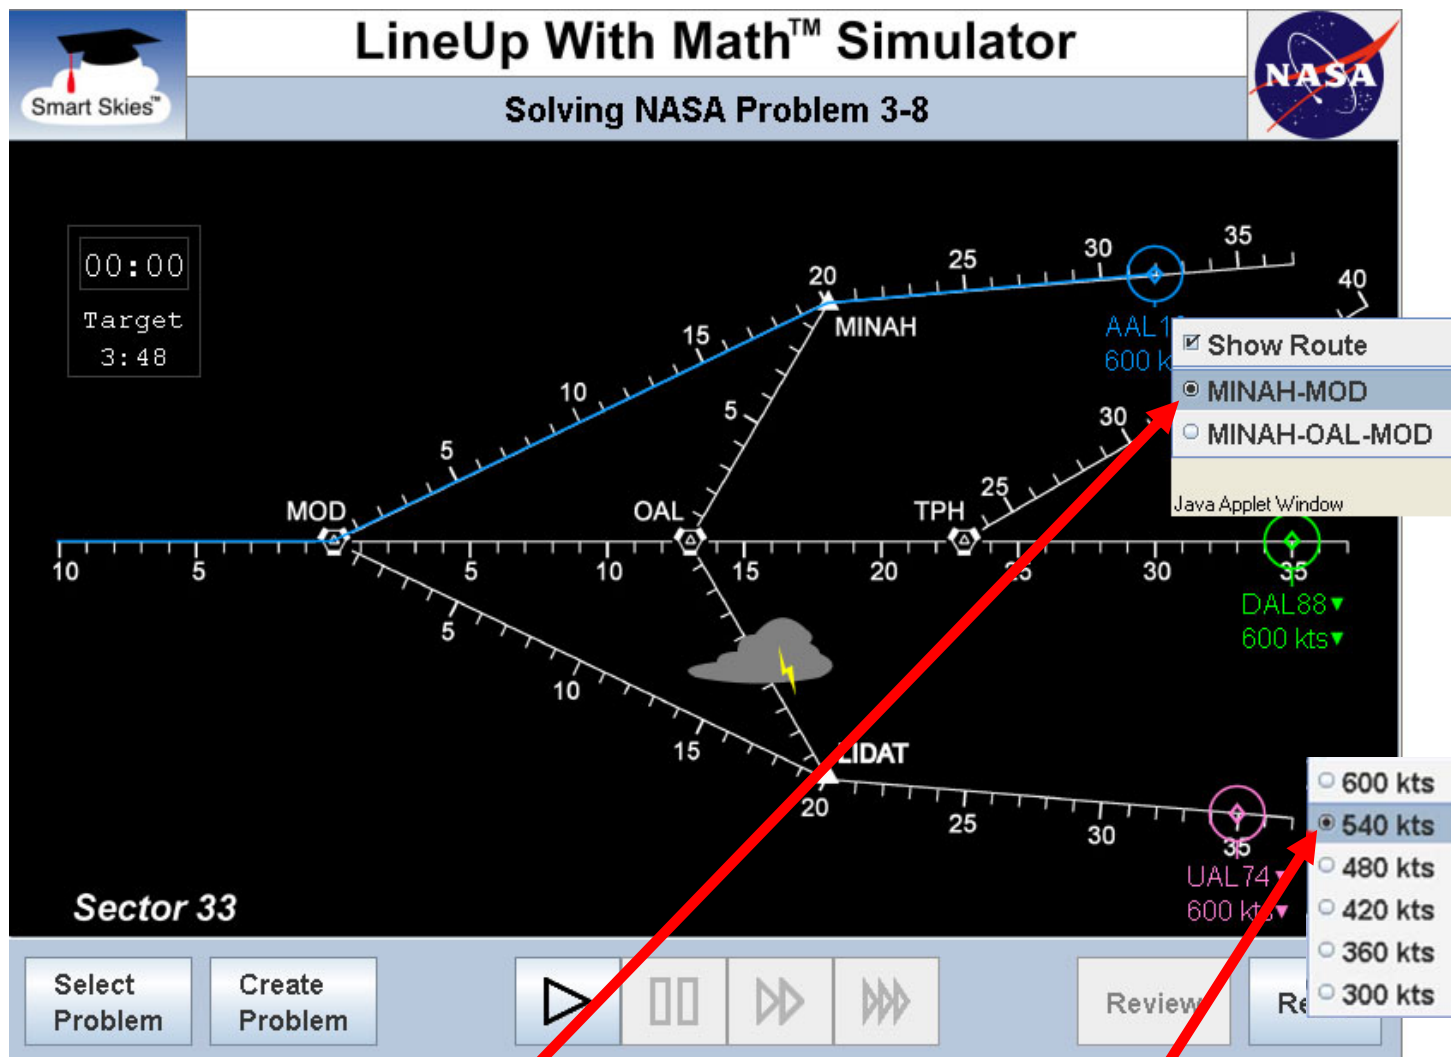 LineUp With Math™ Simulator
Smart Skies™
NASA
Solving NASA Problem 3-8
00:00
Target
3:48
35
30
25
20
40
MINAH
15
AAL1
600 k
Show Route
MINAH-MOD
MINAH-OAL-MOD
Java Applet Window
10
5
30
5
25
MOD
OAL
TPH
10
5
5
10
15
20
25
30
35
DAL88
600 kts
5
10
15
LIDAT
20
25
30
35
UAL74
600 kts
600 kts
540 kts
480 kts
420 kts
360 kts
300 kts
Sector 33
Select
Problem
Create
Problem
Review